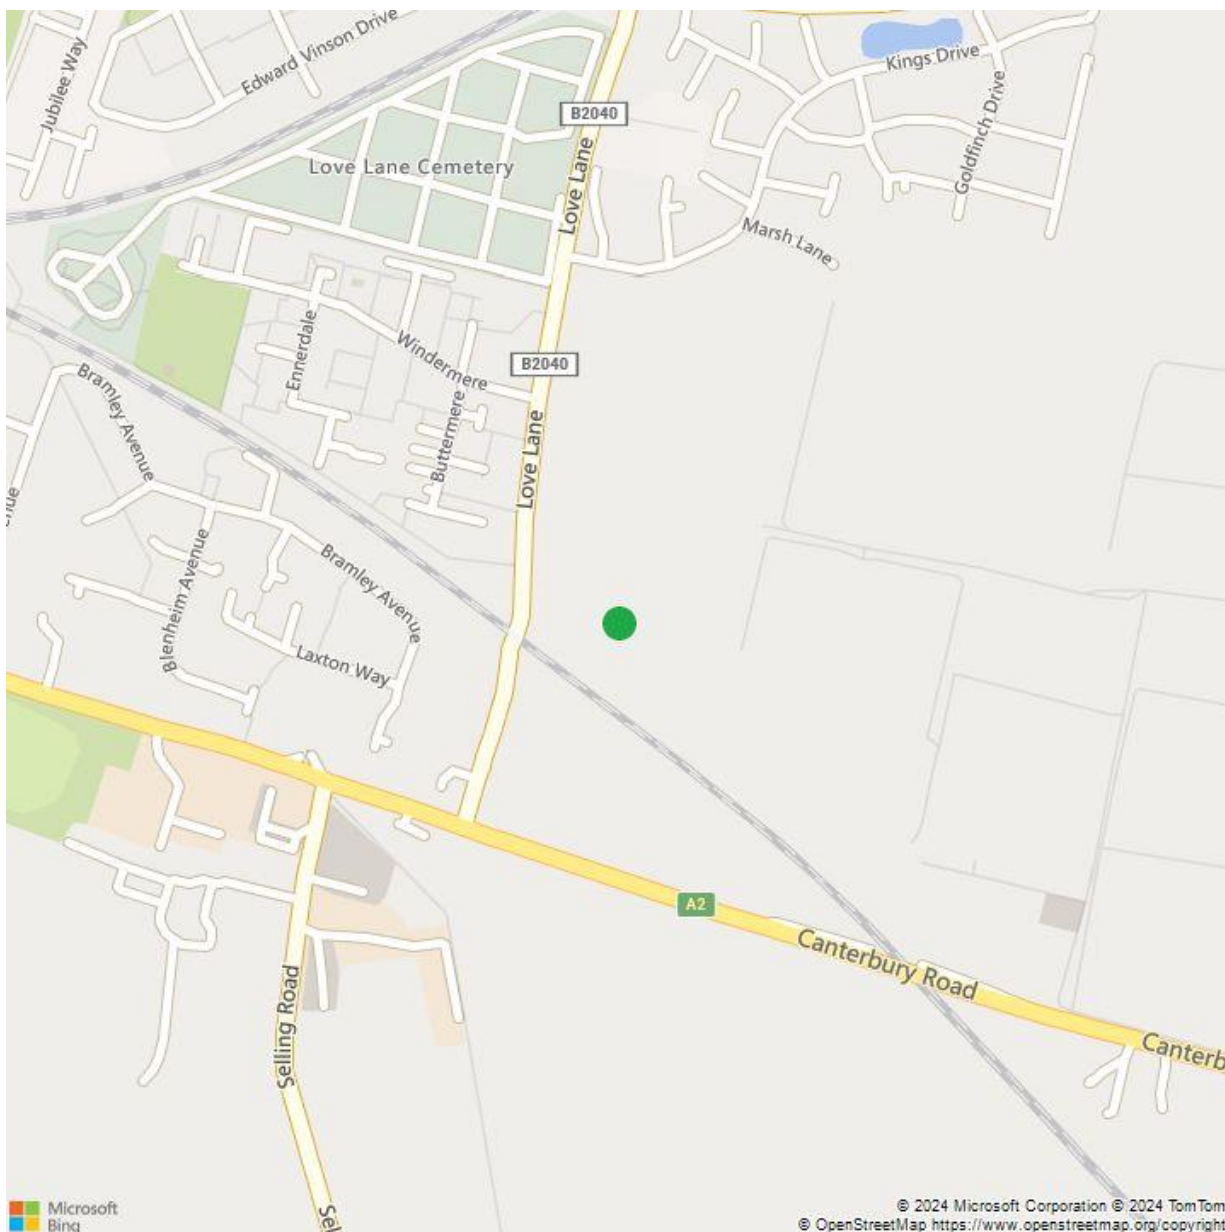 Edward Vinson Drive
Jubilee Way
Kings Drive
B2040
Goldfinch Drive
Love Lane Cemetery
Love Lane
Marsh Lane
Ennerdale
Windermere
B2040
Bramley Avenue
Buttermere
Love Lane
enue
Blenheim Avenue
Bramley Avenue
Laxton Way
A2
Canterbury Road
Selling Road
Canterb
Sel
Microsoft
Bing
© 2024 Microsoft Corporation © 2024 TomTom
© OpenStreetMap https://www.openstreetmap.org/copyright